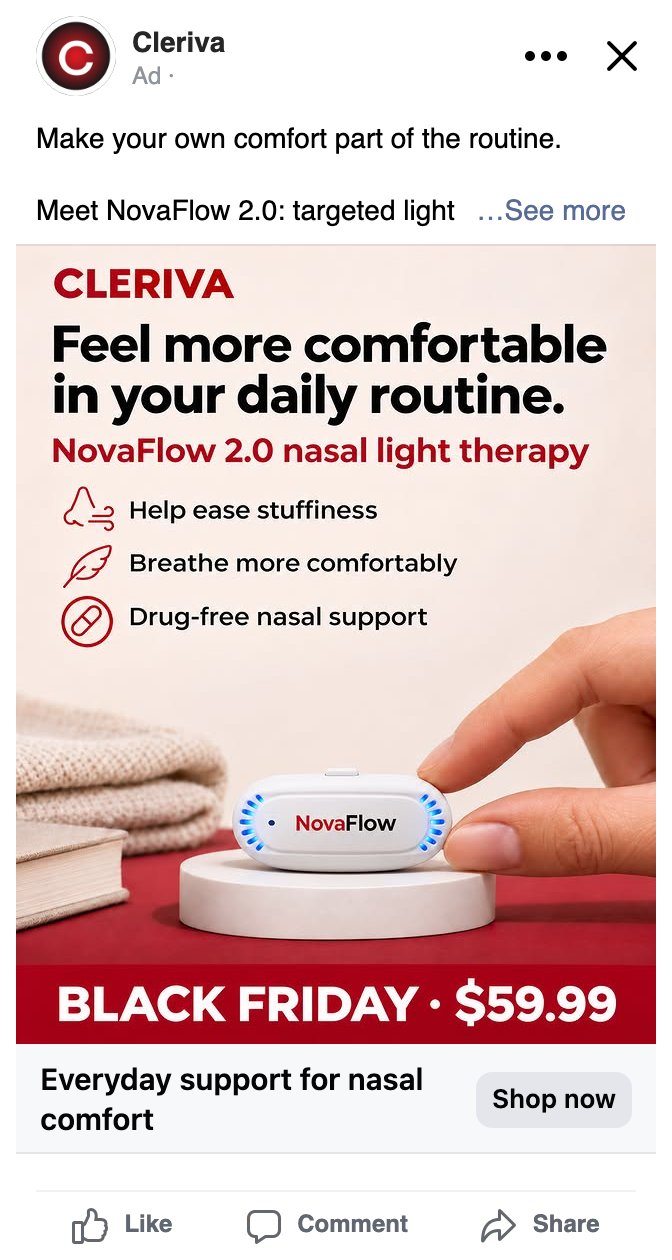 C
Cleriva
Ad ·
Make your own comfort part of the routine.
Meet NovaFlow 2.0: targeted light …See more
CLERIVA
Feel more comfortable
in your daily routine.
NovaFlow 2.0 nasal light therapy
Help ease stuffiness
Breathe more comfortably
Drug-free nasal support
NovaFlow
BLACK FRIDAY · $59.99
Everyday support for nasal
comfort
Shop now
Like
Comment
Share